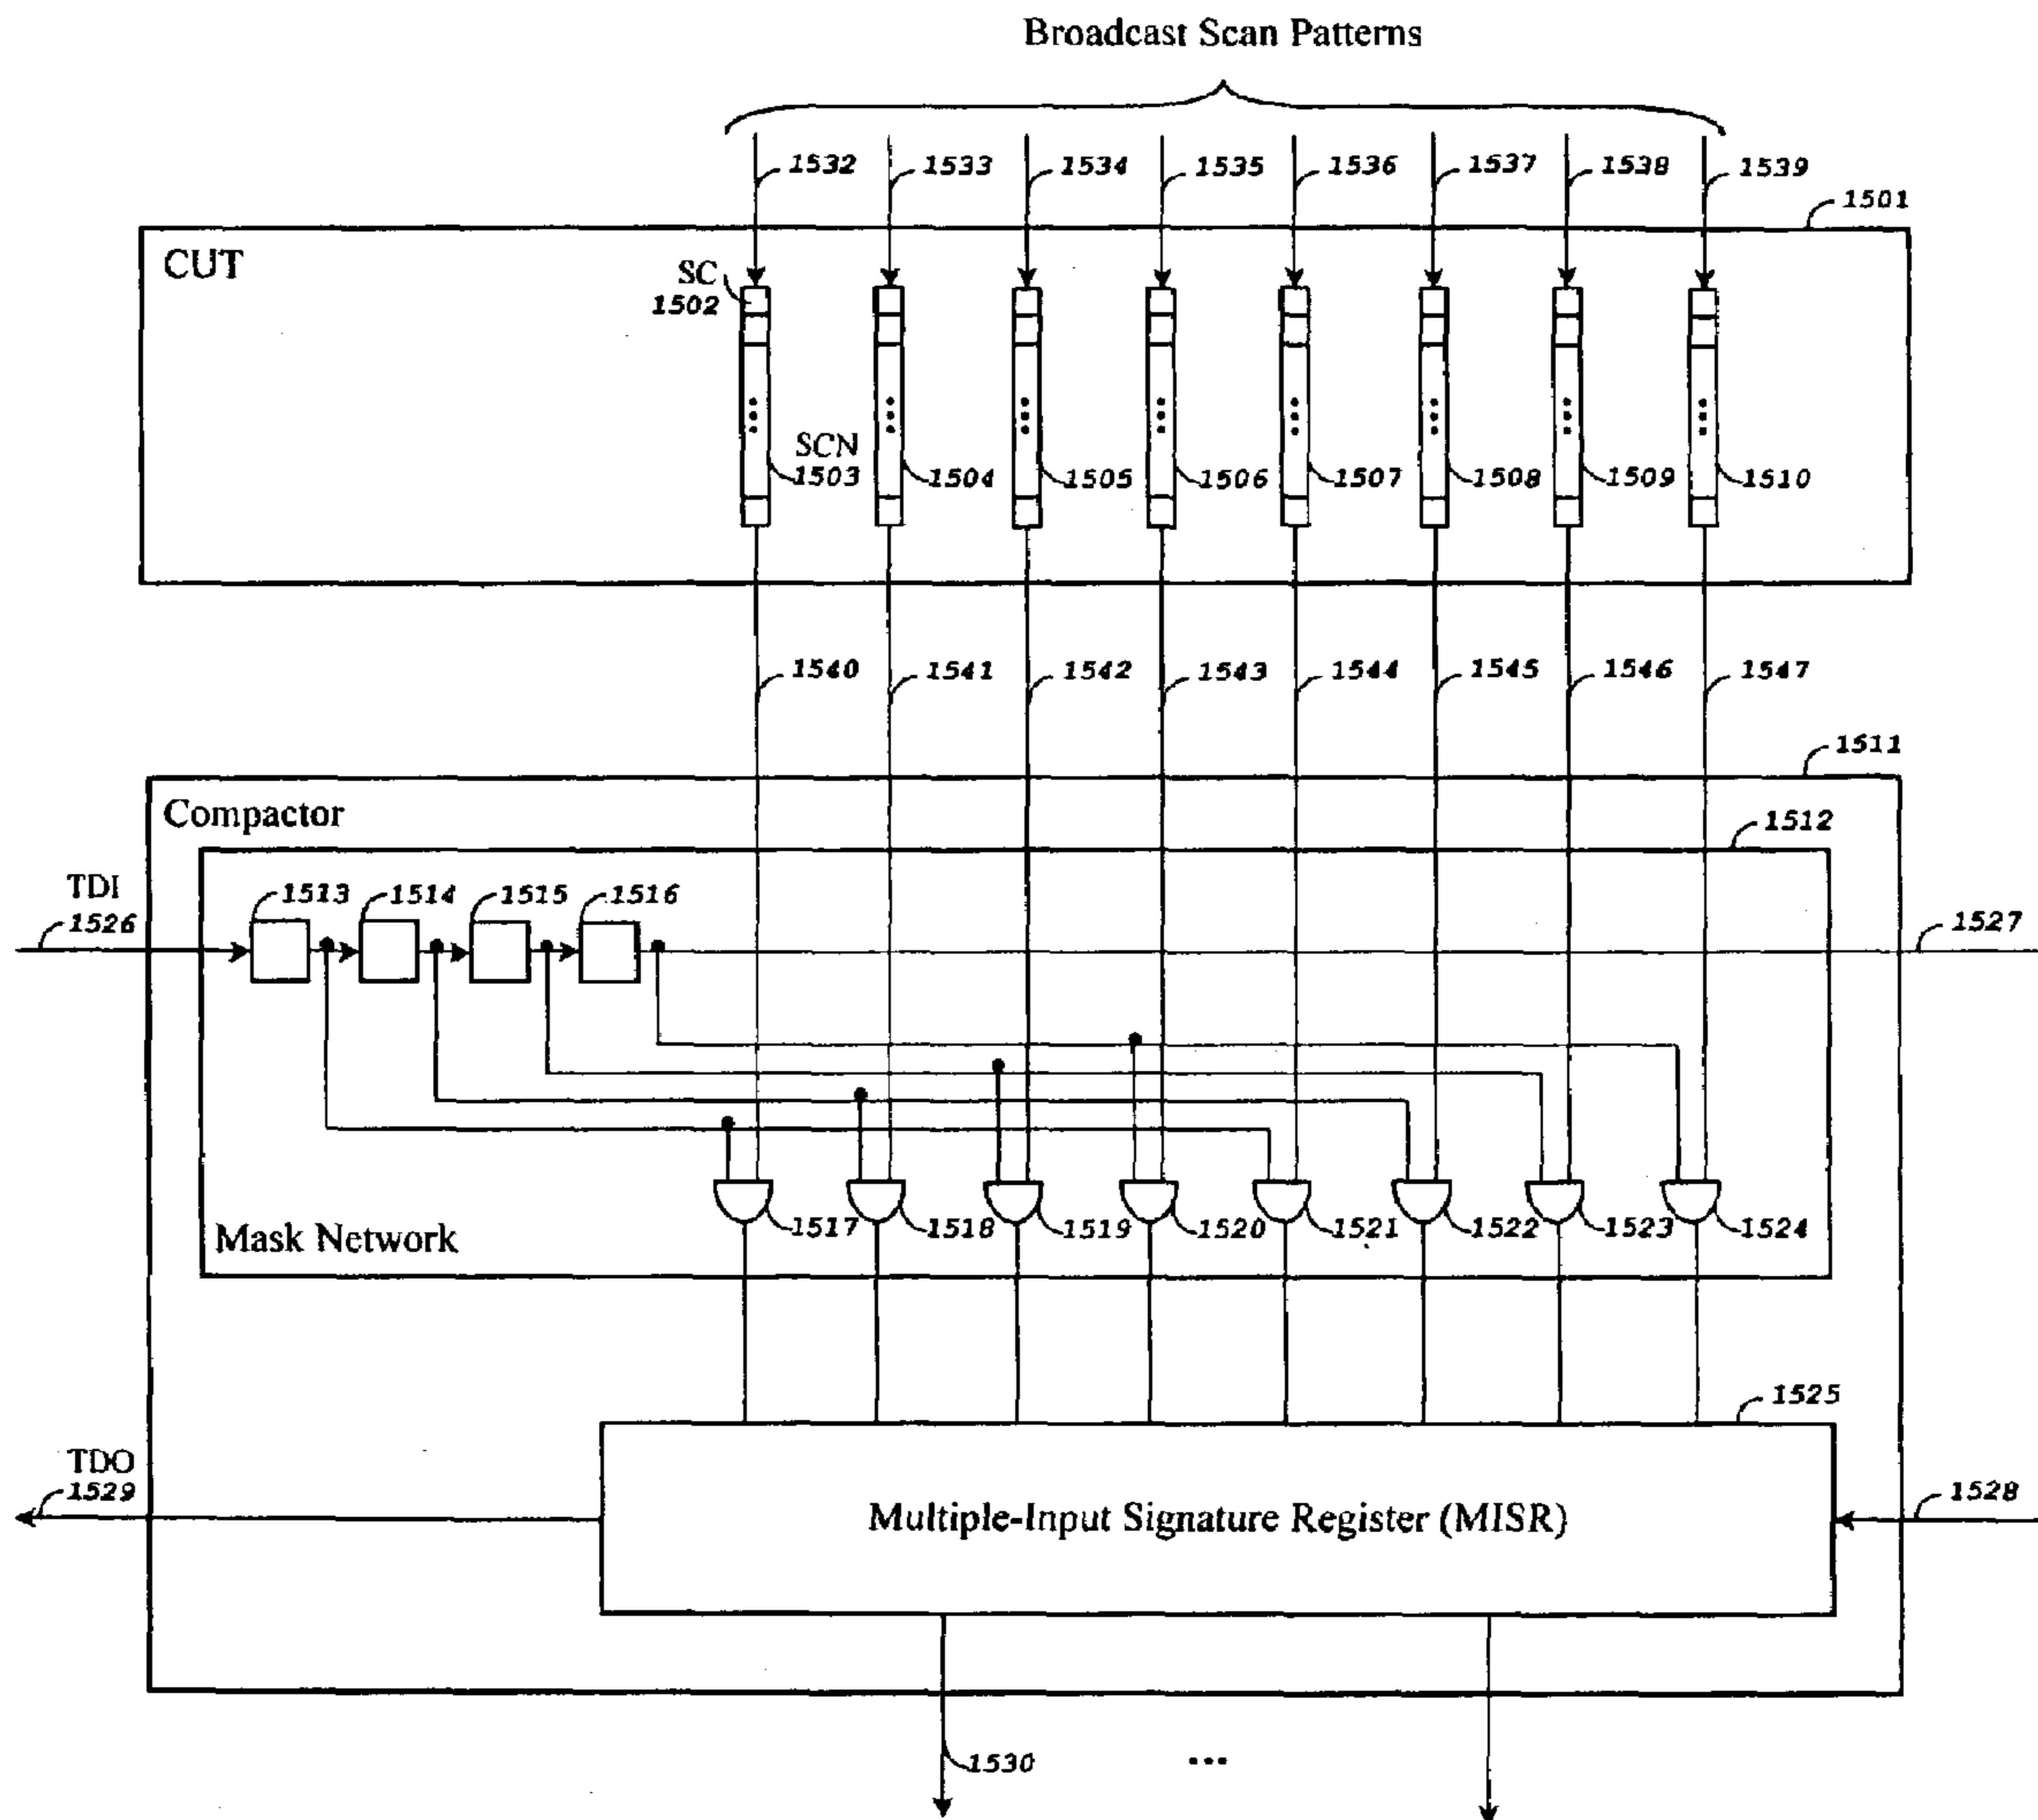 Broadcast Scan Patterns
1532 1533 1534 1535 1536 1537 1538 1539
1501
CUT
SC
1502
SCN
1503 1504 1505 1506 1507 1508 1509 1510
1540 1541 1542 1543 1544 1545 1546 1547
1511
Compactor
1512
TDI
1526
1513 1514 1515 1516
1527
1517 1518 1519 1520 1521 1522 1523 1524
Mask Network
1525
TDO
1529
Multiple-Input Signature Register (MISR)
1528
1530
...